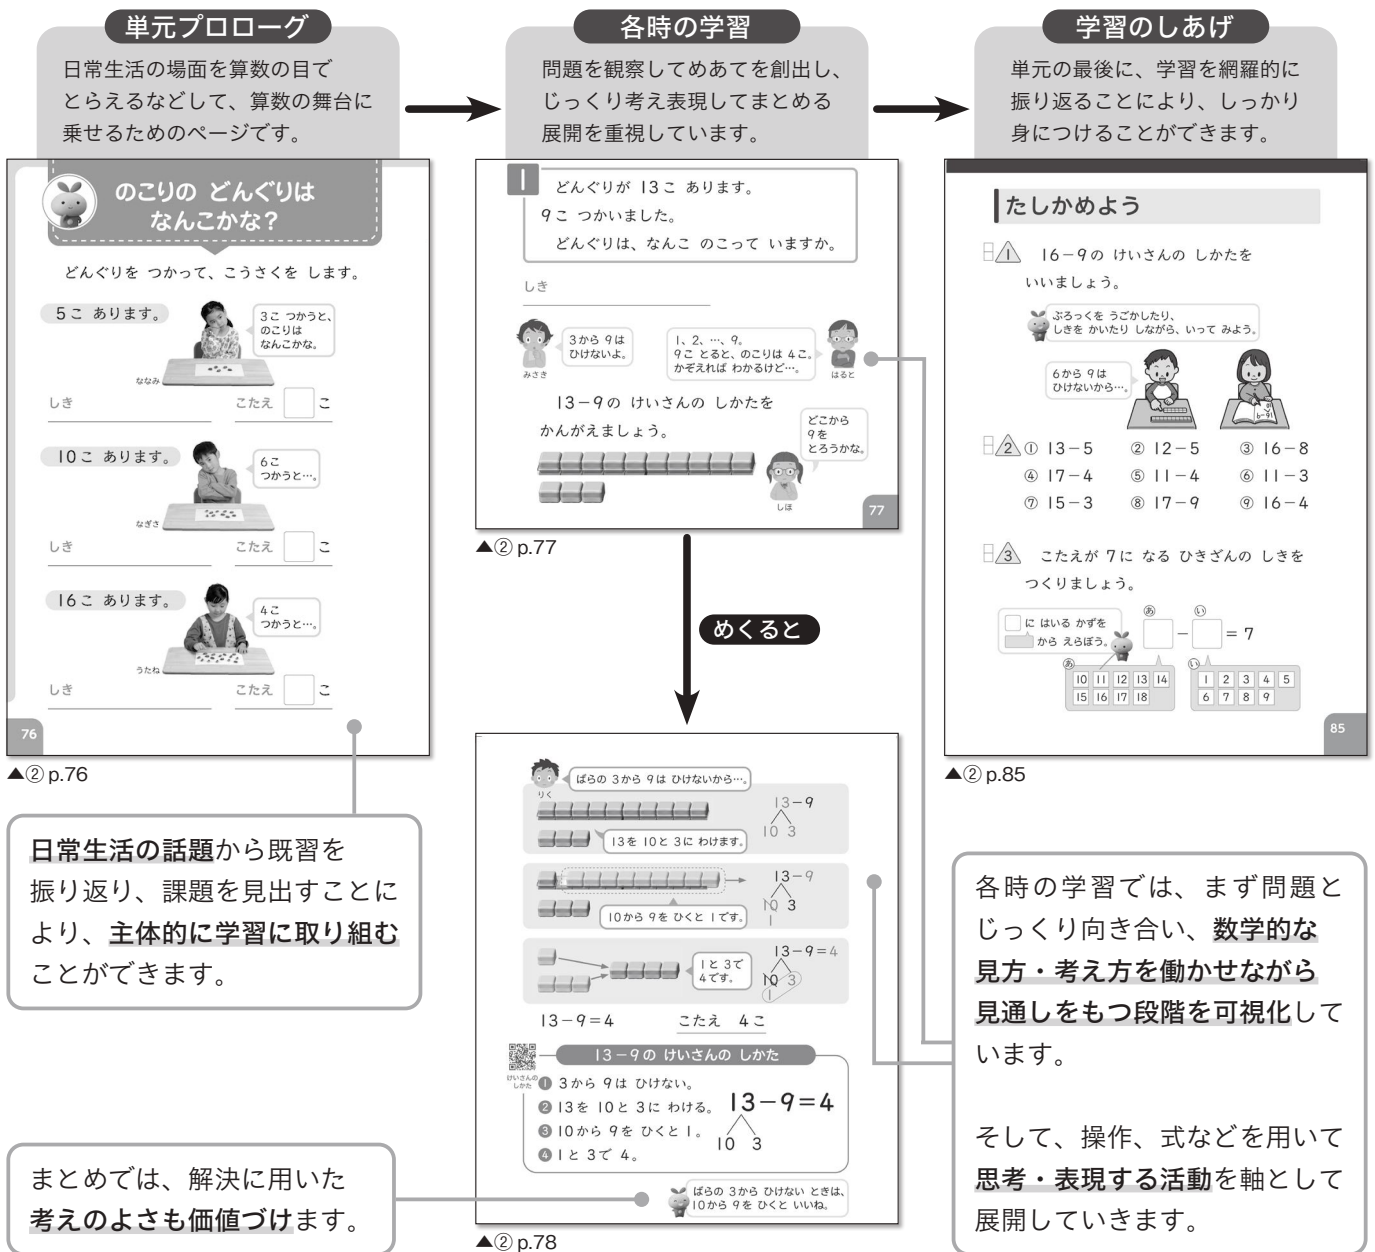 単元プロローグ
日常生活の場面を算数の目で
とらえるなどして、算数の舞台に
乗せるためのページです。
各時の学習
問題を観察してめあてを創出し、
じっくり考え表現してまとめる
展開を重視しています。
学習のしあげ
単元の最後に、学習を網羅的に
振り返ることにより、しっかり
身につけることができます。
のこりの どんぐりは
なんこかな?
どんぐりを つかって、こうさくを します。
5こ あります。
3こ つかうと、
のこりは
なんこかな。
ななみ
しき
こたえ こ
10こ あります。
6こ
つかうと…。
なぎさ
しき
こたえ こ
16こ あります。
4こ
つかうと…。
うたね
しき
こたえ こ
76
▲② p.76
日常生活の話題から既習を
振り返り、課題を見出すことに
より、主体的に学習に取り組む
ことができます。
1
どんぐりが 13こ あります。
9こ つかいました。
どんぐりは、なんこ のこって いますか。
しき
3から 9は
ひけないよ。
みさき
1、2、…、9。
9こ とると、のこりは 4こ。
かぞえれば わかるけど…。
はると
13-9の けいさんの しかたを
かんがえましょう。
どこから
9を
とろうかな。
しほ
77
▲② p.77
めくると
ばらの 3から 9は ひけないから…。
りく
13-9
10 3
13を 10と 3に わけます。
13-9
10 3
1
10から 9を ひくと 1です。
13-9=4
10 3
1
1と 3で
4です。
13-9=4
こたえ 4こ
13-9の けいさんの しかた
けいさんの
しかた
❶ 3から 9は ひけない。
❷ 13を 10と 3に わける。
❸ 10から 9を ひくと 1。
❹ 1と 3で 4。
13-9=4
10 3
ばらの 3から ひけない ときは、
10から 9を ひくと いいね。
▲② p.78
まとめでは、解決に用いた
考えのよさも価値づけます。
たしかめよう
1 16-9の けいさんの しかたを
いいましょう。
ぶろっくを うごかしたり、
しきを かいたり しながら、いって みよう。
6から 9は
ひけないから…。
2 ① 13-5 ② 12-5 ③ 16-8
④ 17-4 ⑤ 11-4 ⑥ 11-3
⑦ 15-3 ⑧ 17-9 ⑨ 16-4
3 こたえが 7に なる ひきざんの しきを
つくりましょう。
に はいる かずを
から えらぼう。
あ い
- = 7
あ
10 11 12 13 14
15 16 17 18
い
1 2 3 4 5
6 7 8 9
85
▲② p.85
各時の学習では、まず問題と
じっくり向き合い、数学的な
見方・考え方を働かせながら
見通しをもつ段階を可視化して
います。
そして、操作、式などを用いて
思考・表現する活動を軸として
展開していきます。